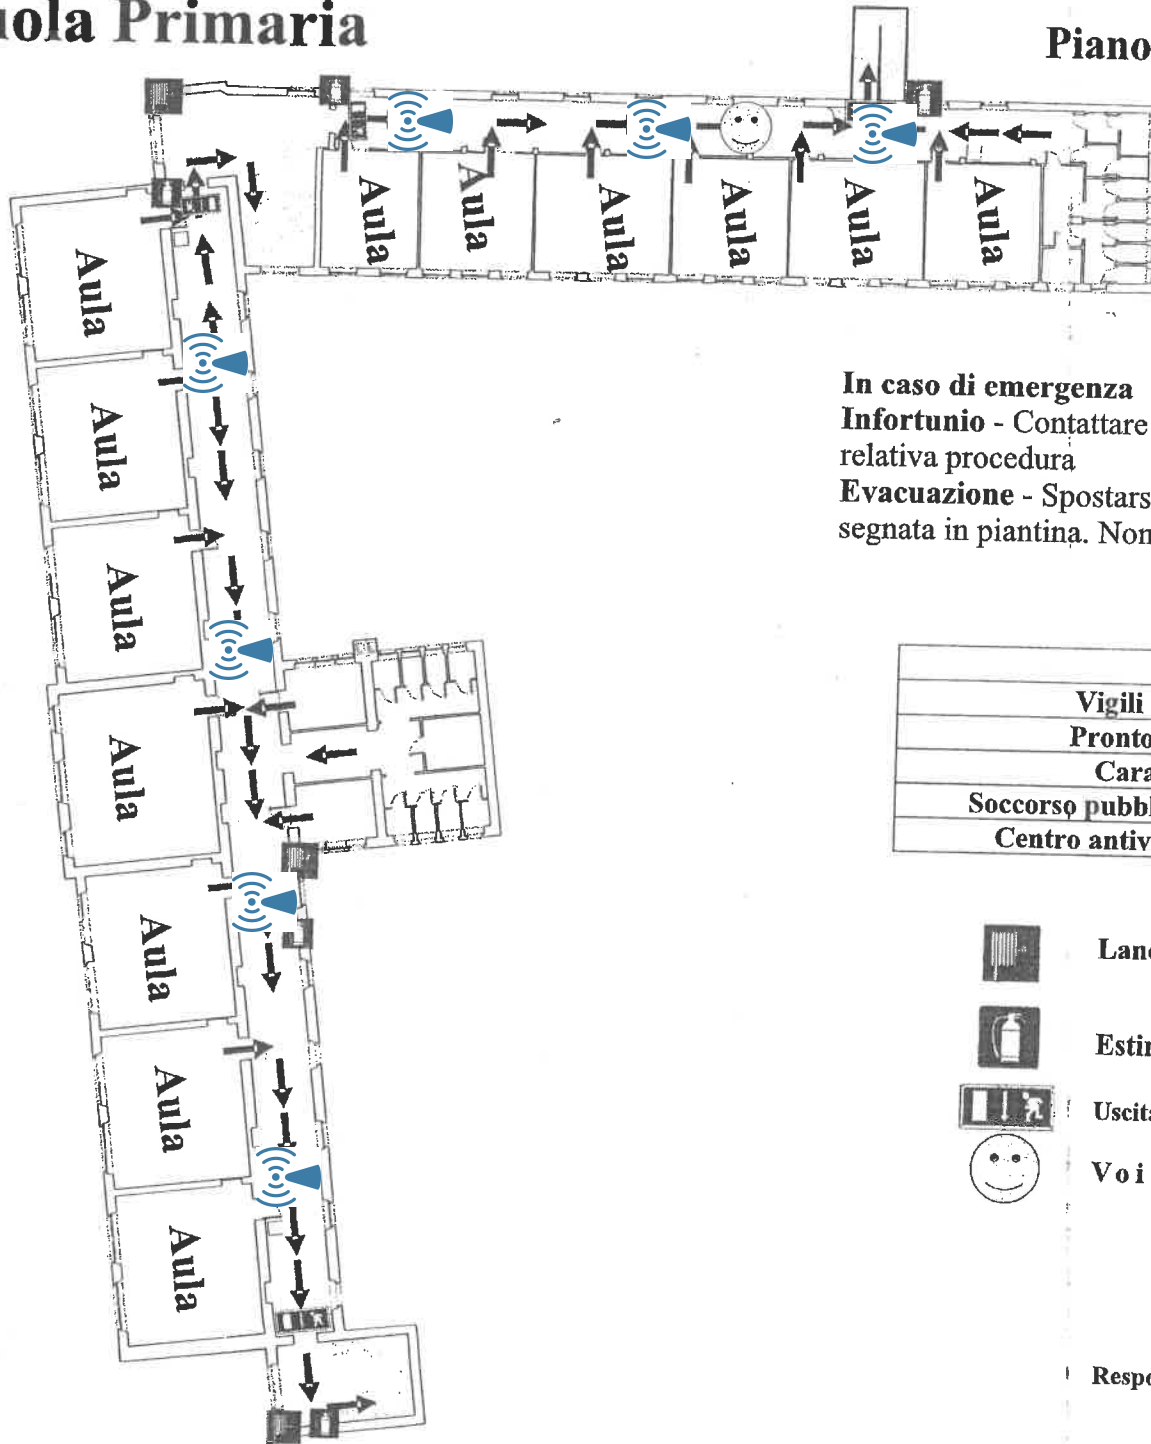 uola Primaria
Piano
Aula
Aula
Aula
Aula
Aula
Aula
Aula
Aula
Aula
Aula
Aula
Aula
Aula
In caso di emergenza
Infortunio - Contattare
relativa procedura
Evacuazione - Spostars
segnata in piantina. Non
Vigili
Pronto
Cara
Soccorso pubbl
Centro antiv
Lanc
Estin
Uscita
Voi
Respo